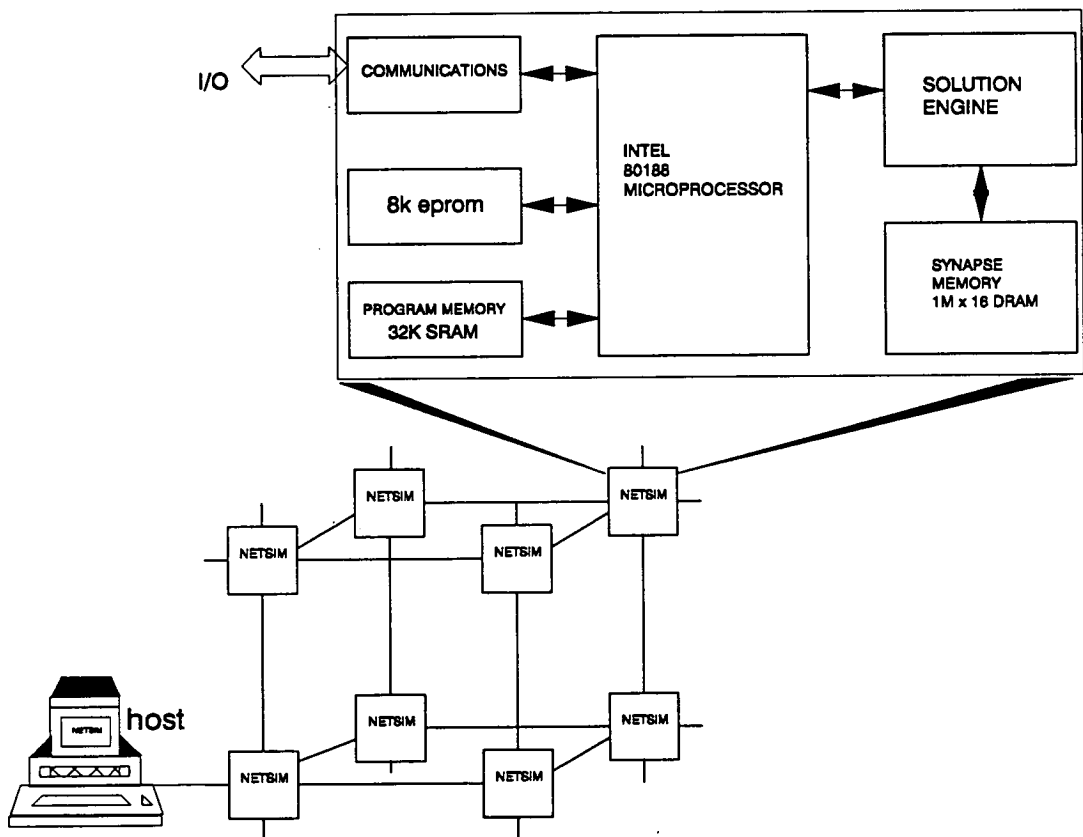 I/O
COMMUNICATIONS
8k eprom
PROGRAM MEMORY
32K SRAM
INTEL
80188
MICROPROCESSOR
SOLUTION
ENGINE
SYNAPSE
MEMORY
1M x 16 DRAM
NETSIM
NETSIM
NETSIM
NETSIM
NETSIM
NETSIM
NETSIM
NETSIM
NETSIM
host